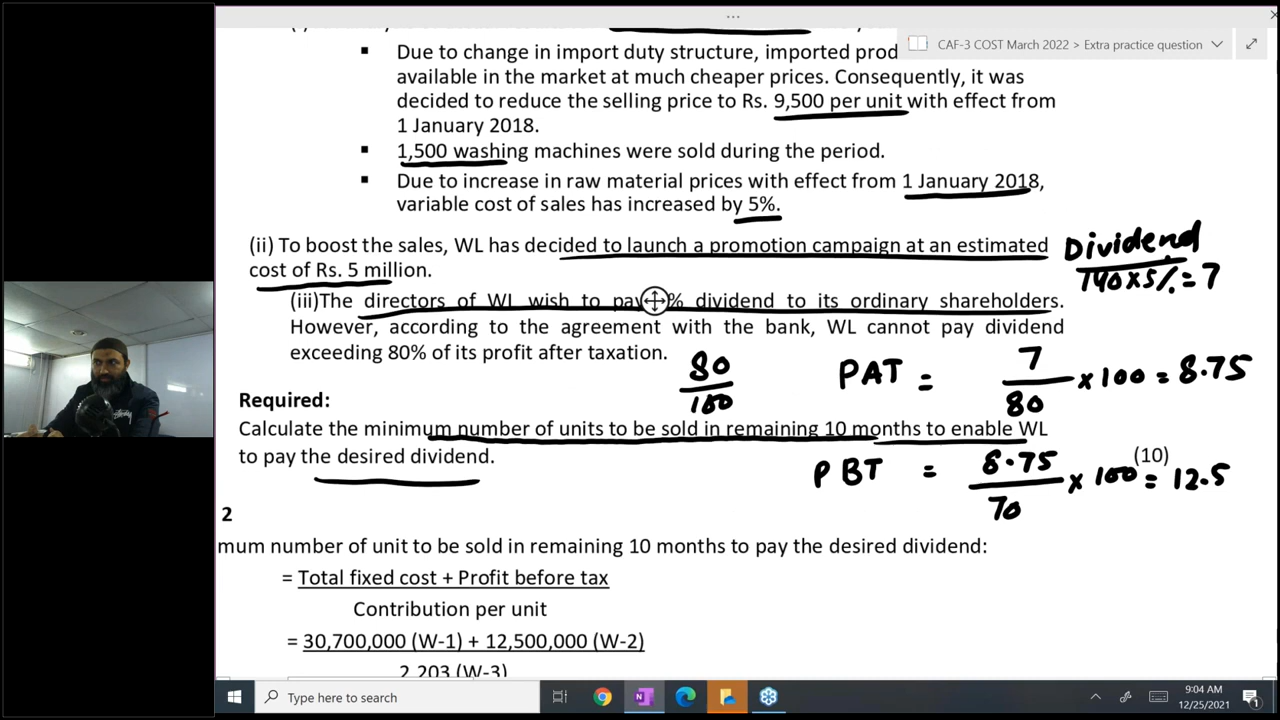 ...
CAF-3 COST March 2022 > Extra practice question
▪ Due to change in import duty structure, imported prod
available in the market at much cheaper prices. Consequently, it was
decided to reduce the selling price to Rs. 9,500 per unit with effect from
1 January 2018.
▪ 1,500 washing machines were sold during the period.
▪ Due to increase in raw material prices with effect from 1 January 2018,
variable cost of sales has increased by 5%.
(ii) To boost the sales, WL has decided to launch a promotion campaign at an estimated
cost of Rs. 5 million.
Dividend
140×5%=7
(iii)The directors of WL wish to pay % dividend to its ordinary shareholders.
However, according to the agreement with the bank, WL cannot pay dividend
exceeding 80% of its profit after taxation.
80
100
PAT = 7/80 × 100 = 8.75
Required:
Calculate the minimum number of units to be sold in remaining 10 months to enable WL
to pay the desired dividend.
(10)
PBT = 8.75/70 × 100 = 12.5
2
mum number of unit to be sold in remaining 10 months to pay the desired dividend:
= Total fixed cost + Profit before tax
Contribution per unit
= 30,700,000 (W-1) + 12,500,000 (W-2)
2,203 (W-3)
Type here to search
9:04 AM
12/25/2021
1